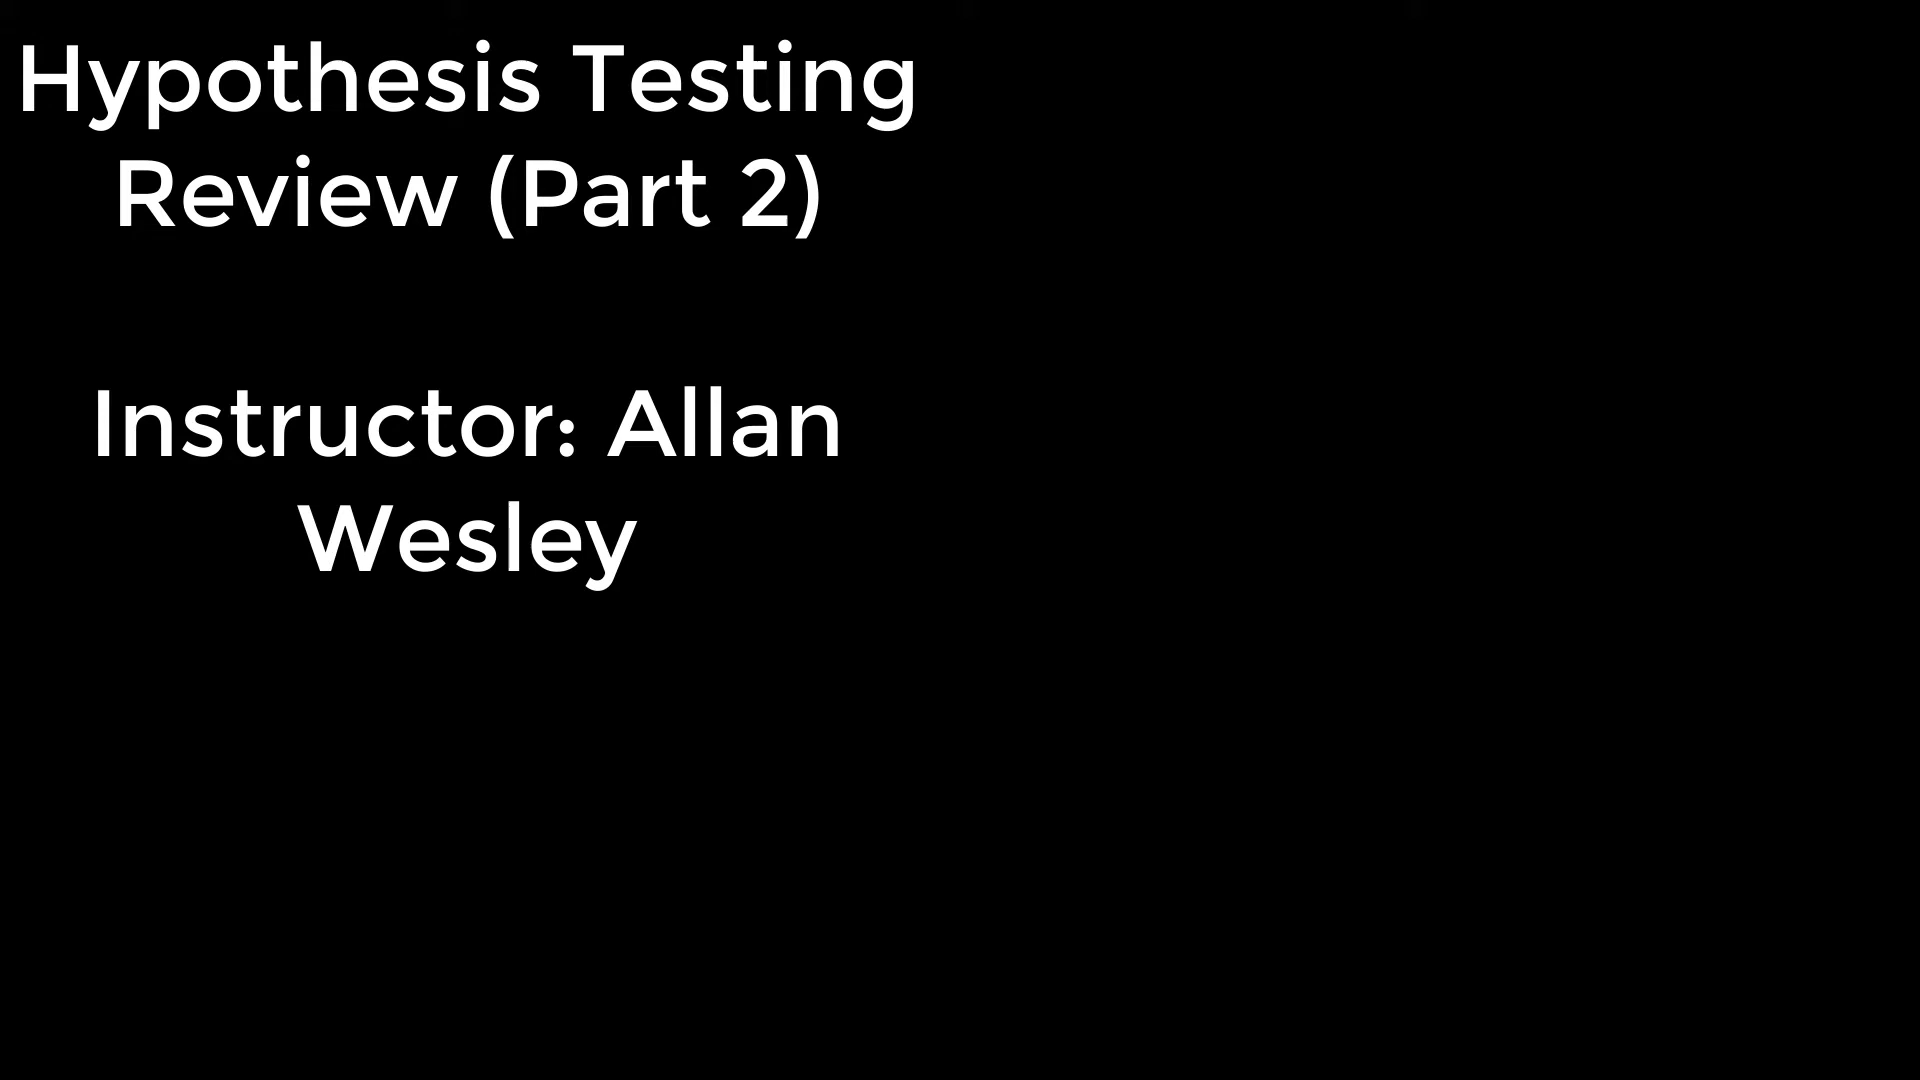 Hypothesis Testing
Review (Part 2)
Instructor: Allan
Wesley